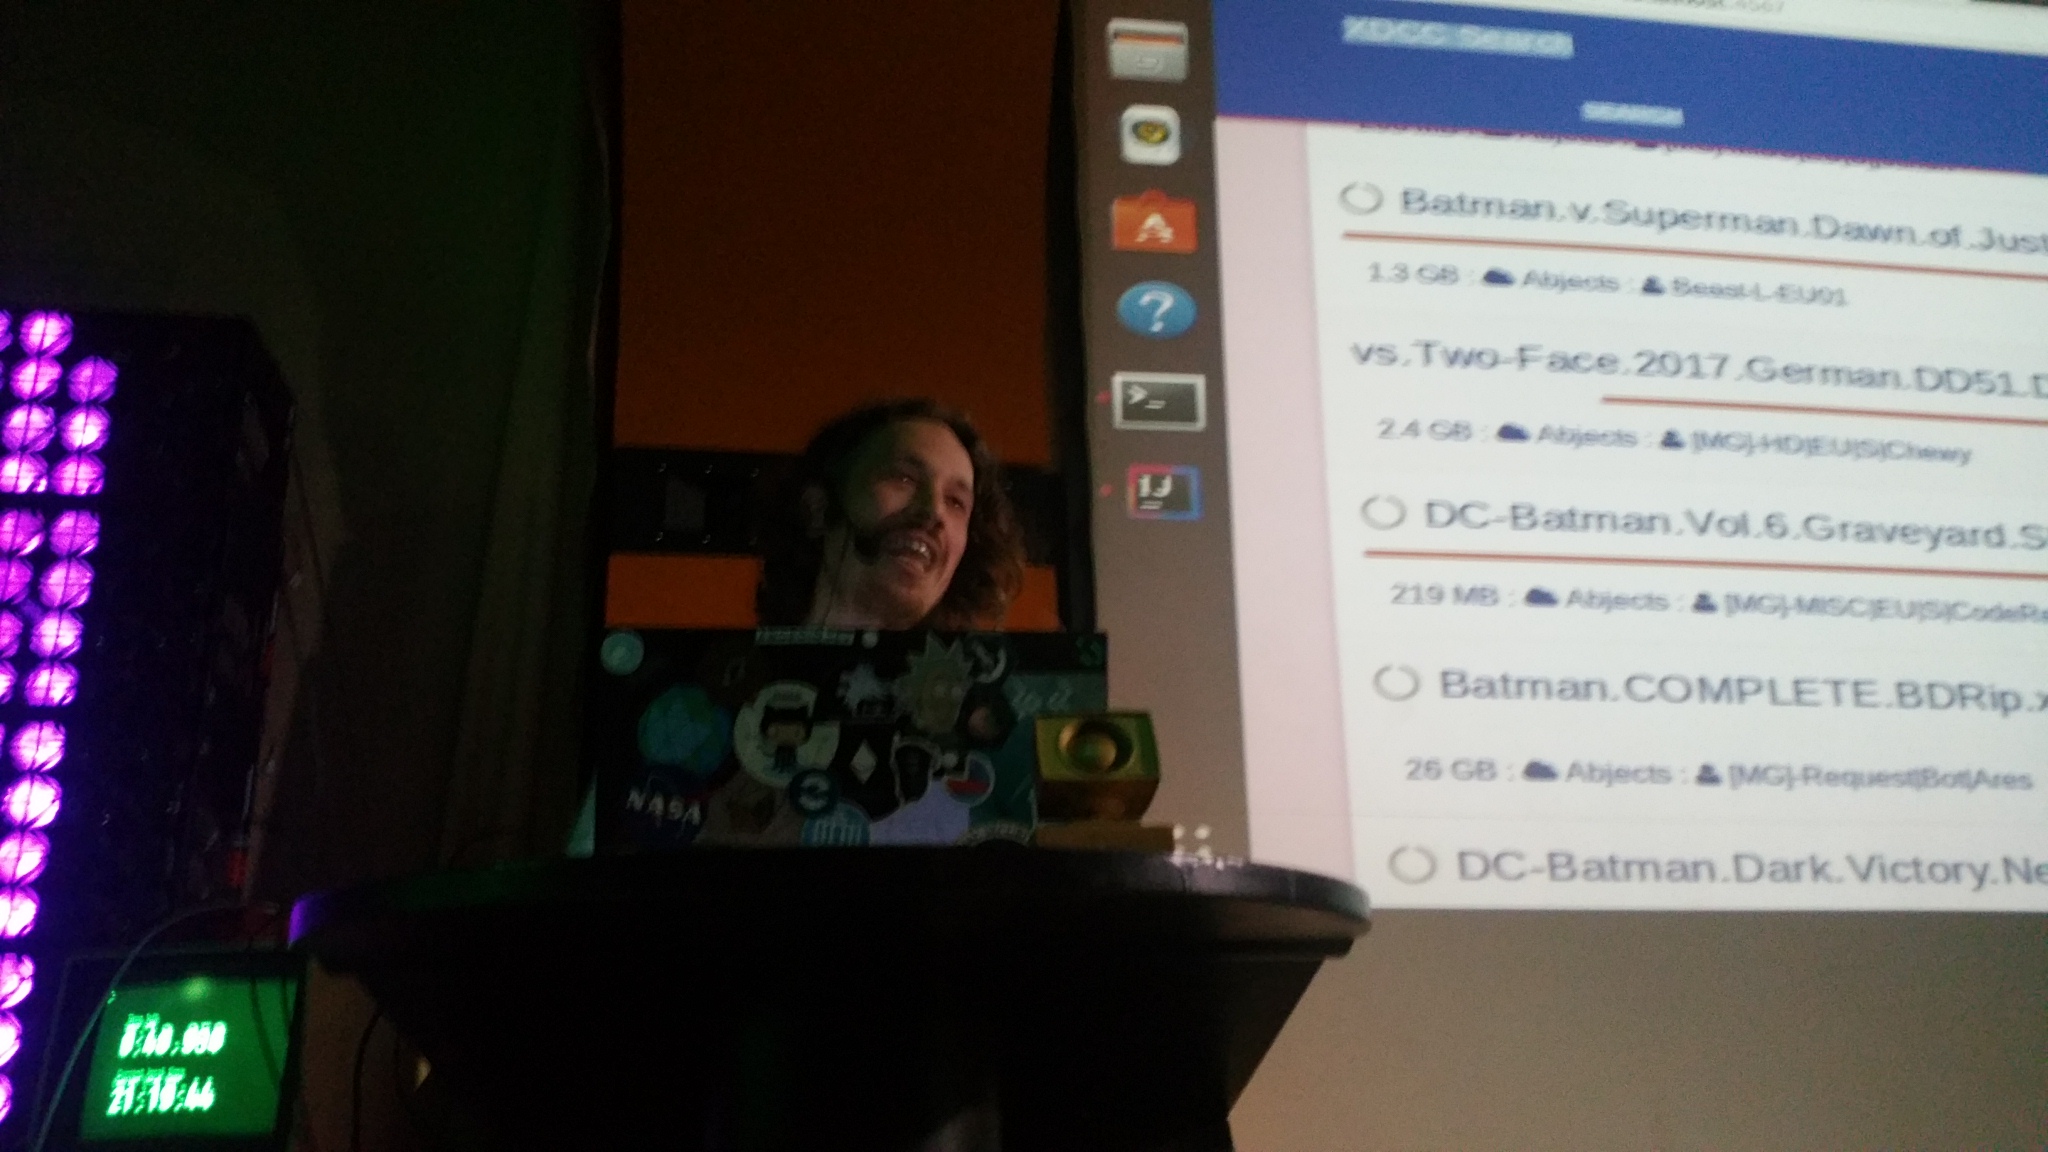 XDCC Search
SEARCH
Batman.v.Superman.Dawn.of.Just
1.3 GB : Abjects : Beast-L-EU01
vs.Two-Face.2017.German.DD51.D
2.4 GB : Abjects : [MG]-HD|EU|S|Chewy
DC-Batman.Vol.6.Graveyard.S
219 MB : Abjects : [MG]-MISC|EU|S|CodeRe
Batman.COMPLETE.BDRip.x
26 GB : Abjects : [MG]-Request|Bot|Ares
DC-Batman.Dark.Victory.Ne
NASA